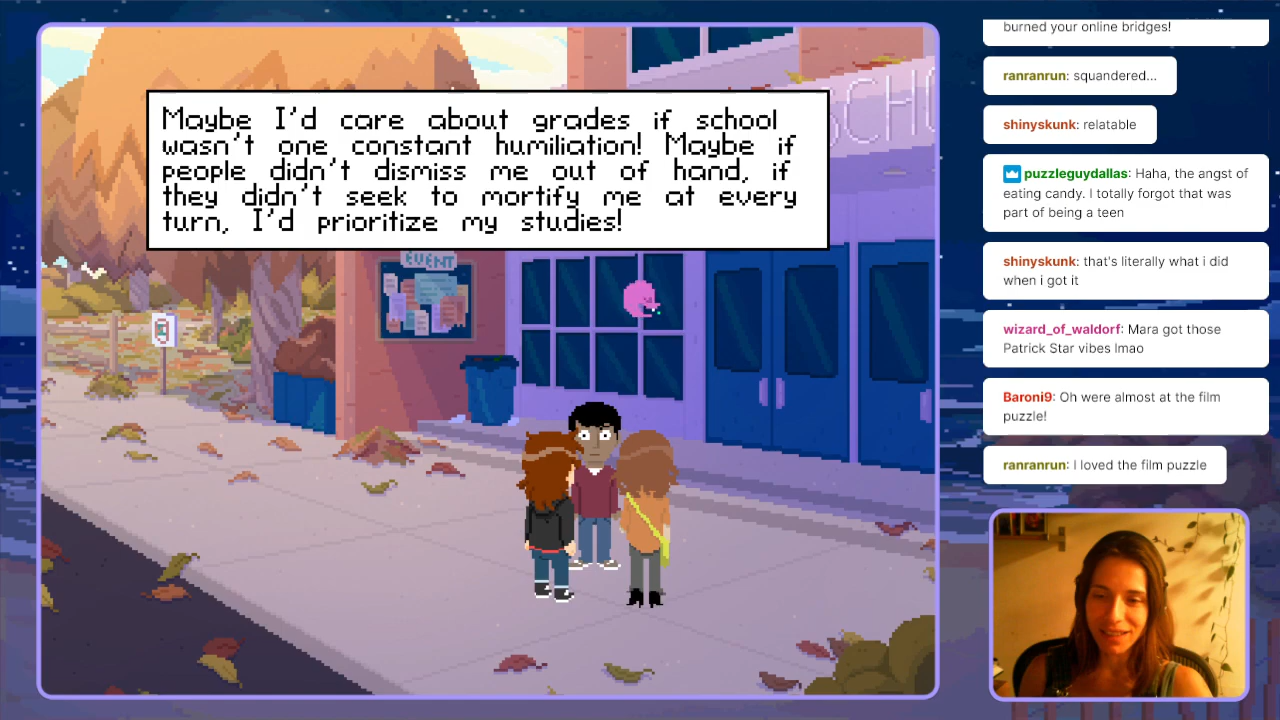 Maybe I'd care about grades if school
wasn't one constant humiliation! Maybe if
people didn't dismiss me out of hand, if
they didn't seek to mortify me at every
turn, I'd prioritize my studies!
SCHO
EVENT
burned your online bridges!
ranranrun: squandered...
shinyskunk: relatable
puzzleguydallas: Haha, the angst of
eating candy. I totally forgot that was
part of being a teen
shinyskunk: that's literally what i did
when i got it
wizard_of_waldorf: Mara got those
Patrick Star vibes lmao
Baroni9: Oh were almost at the film
puzzle!
ranranrun: I loved the film puzzle